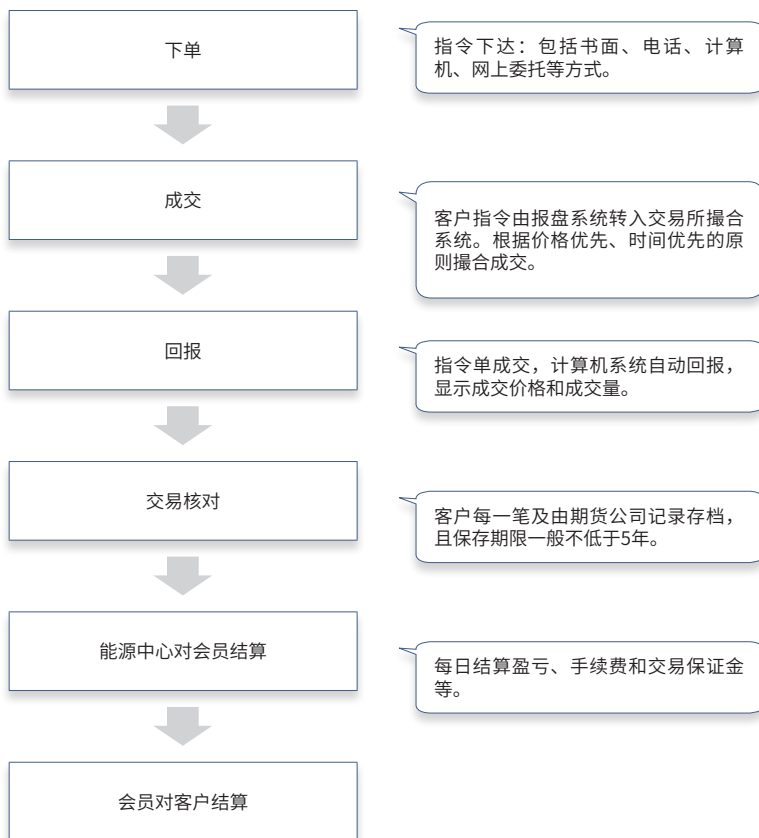 下单
指令下达：包括书面、电话、计算
机、网上委托等方式。
成交
客户指令由报盘系统转入交易所撮合
系统。根据价格优先、时间优先的原
则撮合成交。
回报
指令单成交，计算机系统自动回报，
显示成交价格和成交量。
交易核对
客户每一笔及由期货公司记录存档，
且保存期限一般不低于5年。
能源中心对会员结算
每日结算盈亏、手续费和交易保证金
等。
会员对客户结算